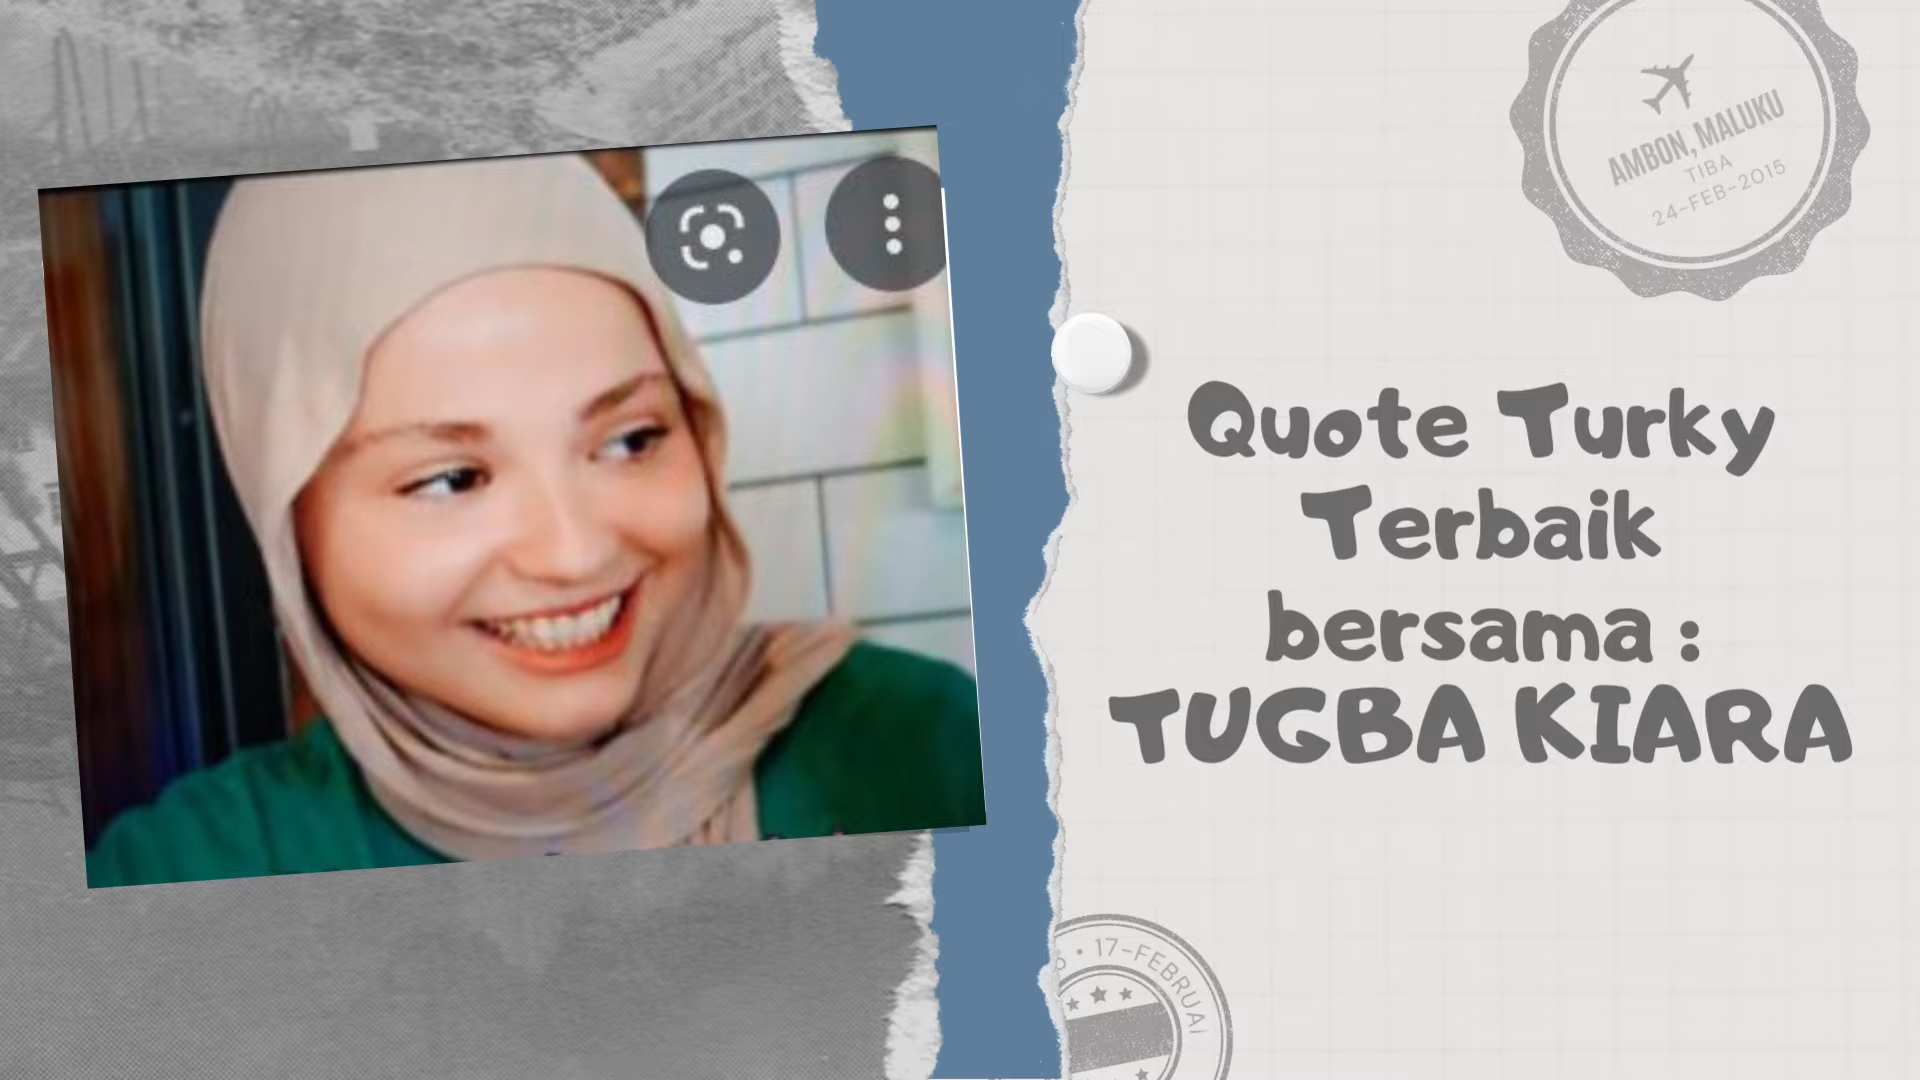 AMBON, MALUKU
TIBA
24-FEB-2015
Quote Turky
Terbaik
bersama :
TUGBA KIARA
• 17-FEBRUAI